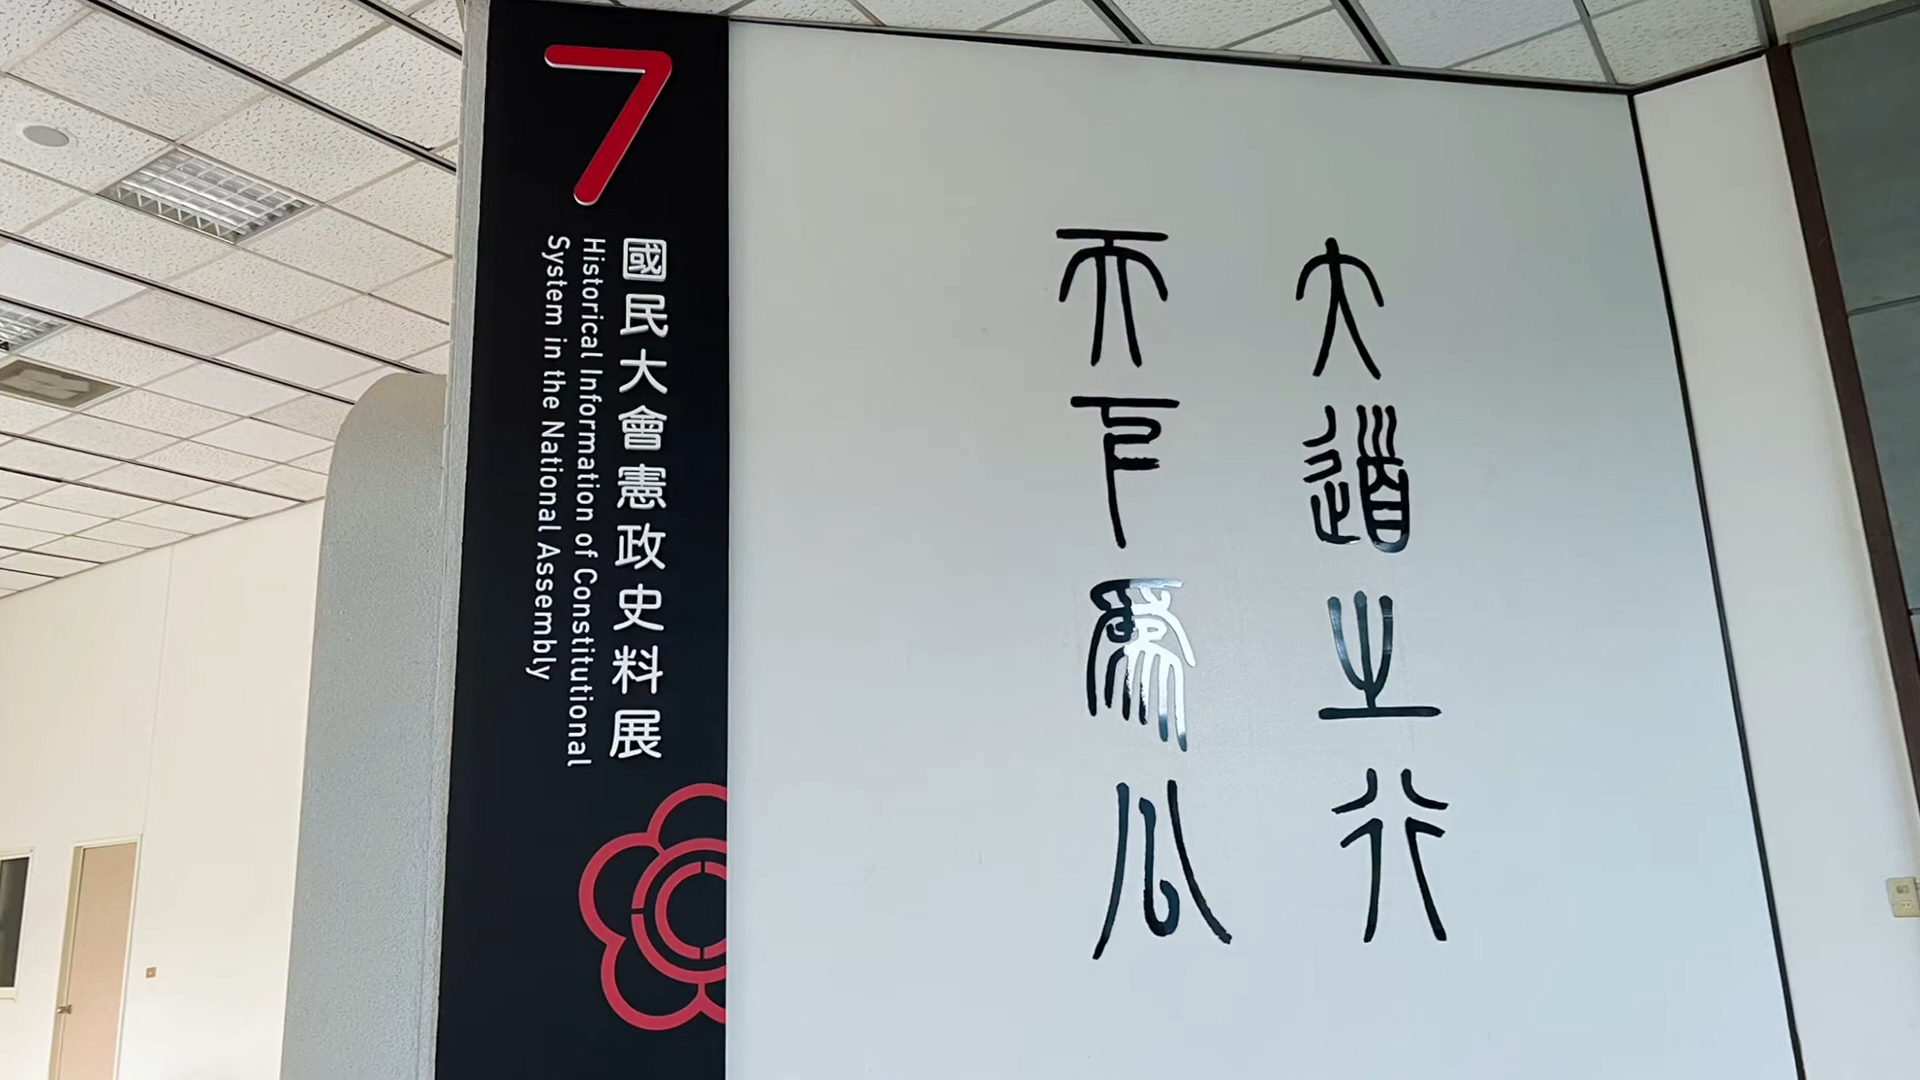 7
國民大會憲政史料展
Historical Information of Constitutional
System in the National Assembly
大道之行
天下為公